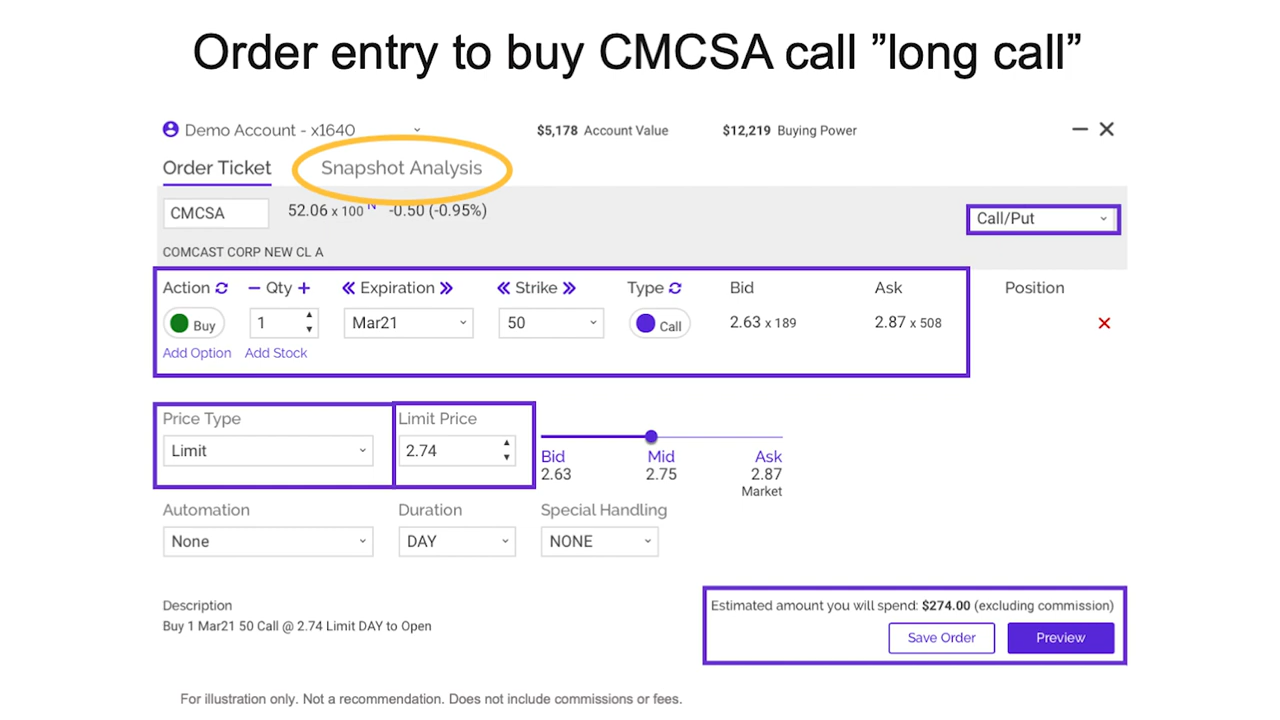 Order entry to buy CMCSA call ”long call”
Demo Account - x1640 $5,178 Account Value $12,219 Buying Power
Order Ticket Snapshot Analysis
CMCSA 52.06 x 100 N -0.50 (-0.95%) Call/Put
COMCAST CORP NEW CL A
Action Qty Expiration Strike Type Bid Ask Position
Buy 1 Mar21 50 Call 2.63 x 189 2.87 x 508
Add Option Add Stock
Price Type Limit Price
Limit 2.74
Bid Mid Ask
2.63 2.75 2.87
Market
Automation Duration Special Handling
None DAY NONE
Description
Buy 1 Mar21 50 Call @ 2.74 Limit DAY to Open
Estimated amount you will spend: $274.00 (excluding commission)
Save Order Preview
For illustration only. Not a recommendation. Does not include commissions or fees.